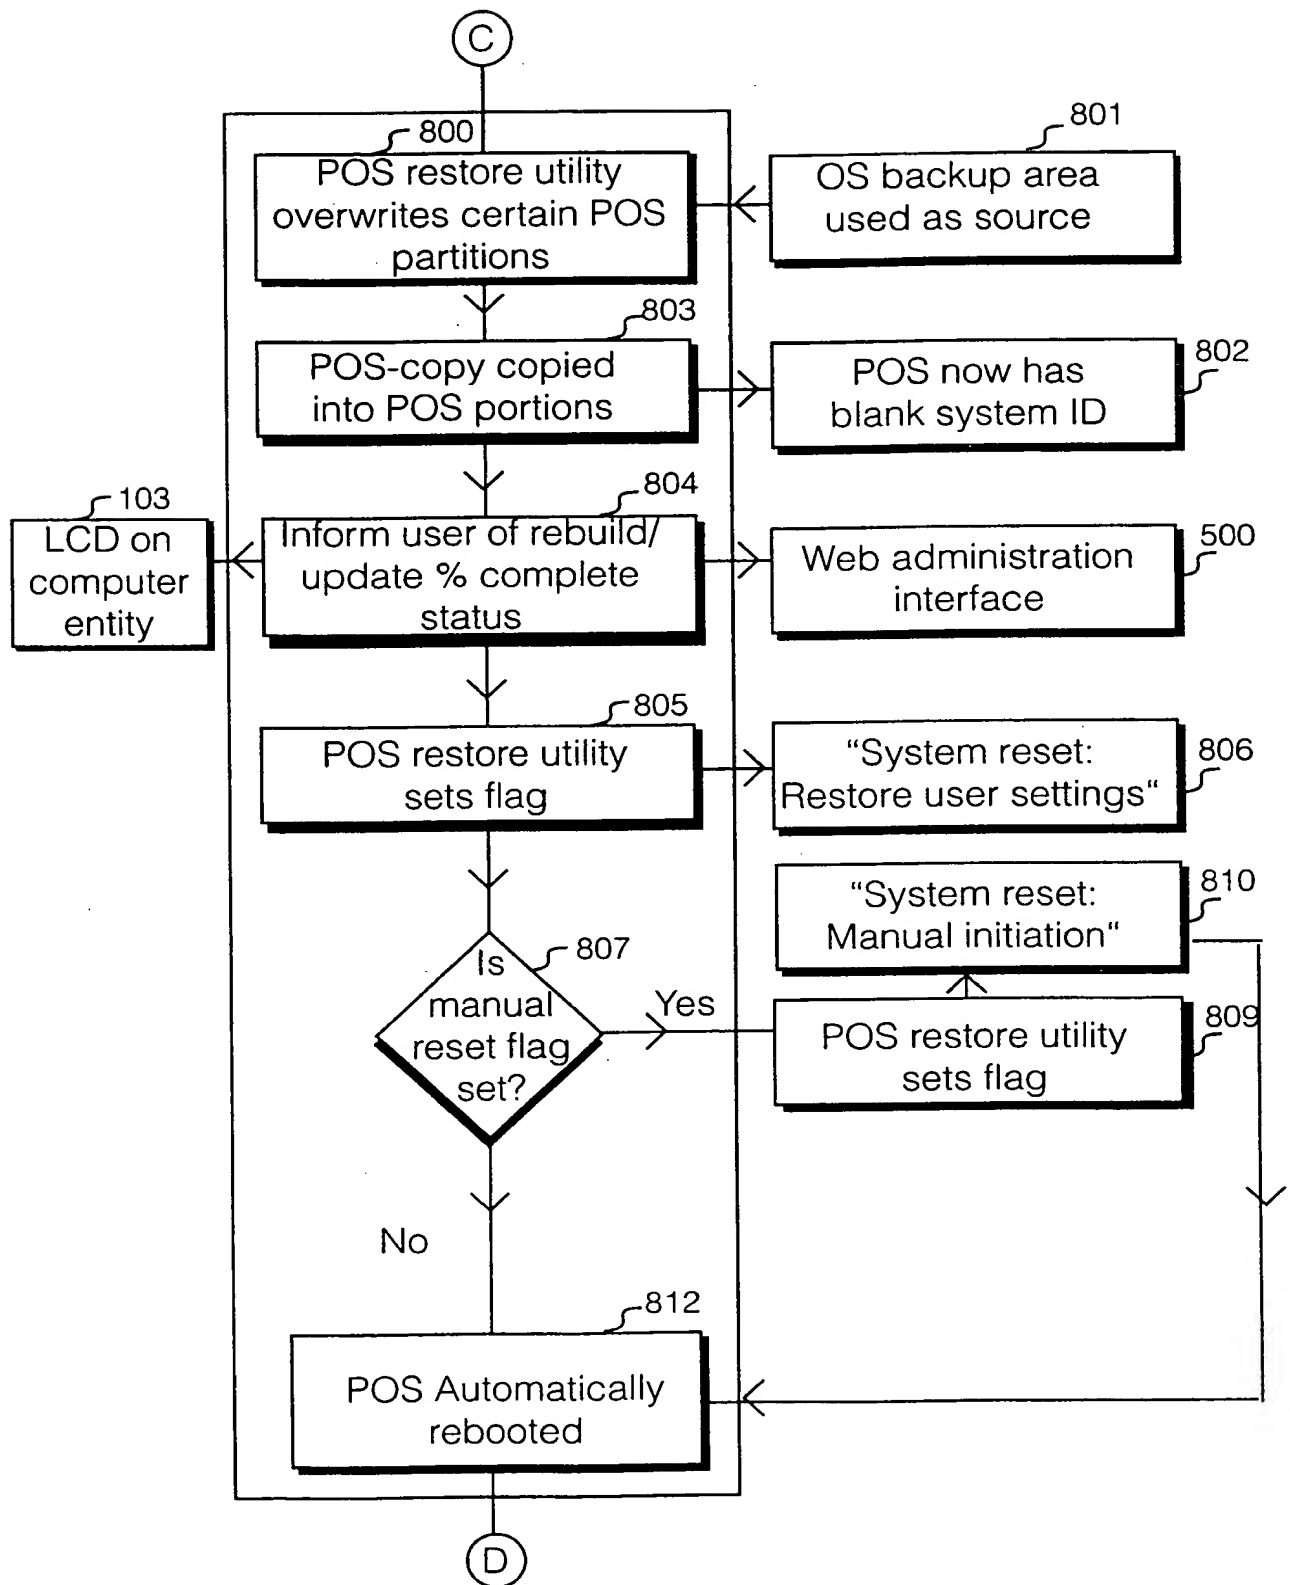 C
800
POS restore utility
overwrites certain POS
partitions
801
OS backup area
used as source
803
POS-copy copied
into POS portions
802
POS now has
blank system ID
103
LCD on
computer
entity
804
Inform user of rebuild/
update % complete
status
500
Web administration
interface
805
POS restore utility
sets flag
806
“System reset:
Restore user settings“
810
“System reset:
Manual initiation“
807
Is
manual
reset flag
set?
Yes
809
POS restore utility
sets flag
No
812
POS Automatically
rebooted
D